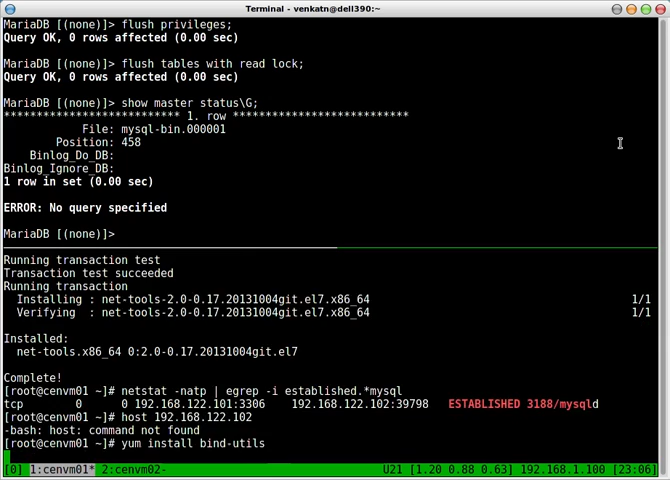 Terminal - venkatn@dell390:~
MariaDB [(none)]> flush privileges;
Query OK, 0 rows affected (0.00 sec)
MariaDB [(none)]> flush tables with read lock;
Query OK, 0 rows affected (0.00 sec)
MariaDB [(none)]> show master status\G;
*************************** 1. row ***************************
File: mysql-bin.000001
Position: 458
Binlog_Do_DB:
Binlog_Ignore_DB:
1 row in set (0.00 sec)
ERROR: No query specified
MariaDB [(none)]>
Running transaction test
Transaction test succeeded
Running transaction
Installing : net-tools-2.0-0.17.20131004git.el7.x86_64 1/1
Verifying  : net-tools-2.0-0.17.20131004git.el7.x86_64 1/1
Installed:
net-tools.x86_64 0:2.0-0.17.20131004git.el7
Complete!
[root@cenvm01 ~]# netstat -natp | egrep -i established.*mysql
tcp 0 0 192.168.122.101:3306 192.168.122.102:39798 ESTABLISHED 3188/mysqld
[root@cenvm01 ~]# host 192.168.122.102
-bash: host: command not found
[root@cenvm01 ~]# yum install bind-utils
[0] 1:cenvm01* 2:cenvm02- U21 [1.20 0.88 0.63] 192.168.1.100 [23:06]